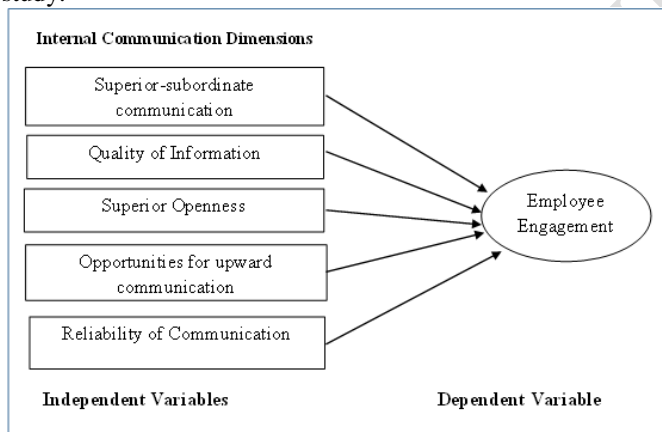 study.
Internal Communication Dimensions
Superior-subordinate
communication
Quality of Information
Superior Openness
Opportunities for upward
communication
Reliability of Communication
Employee
Engagement
Independent Variables
Dependent Variable